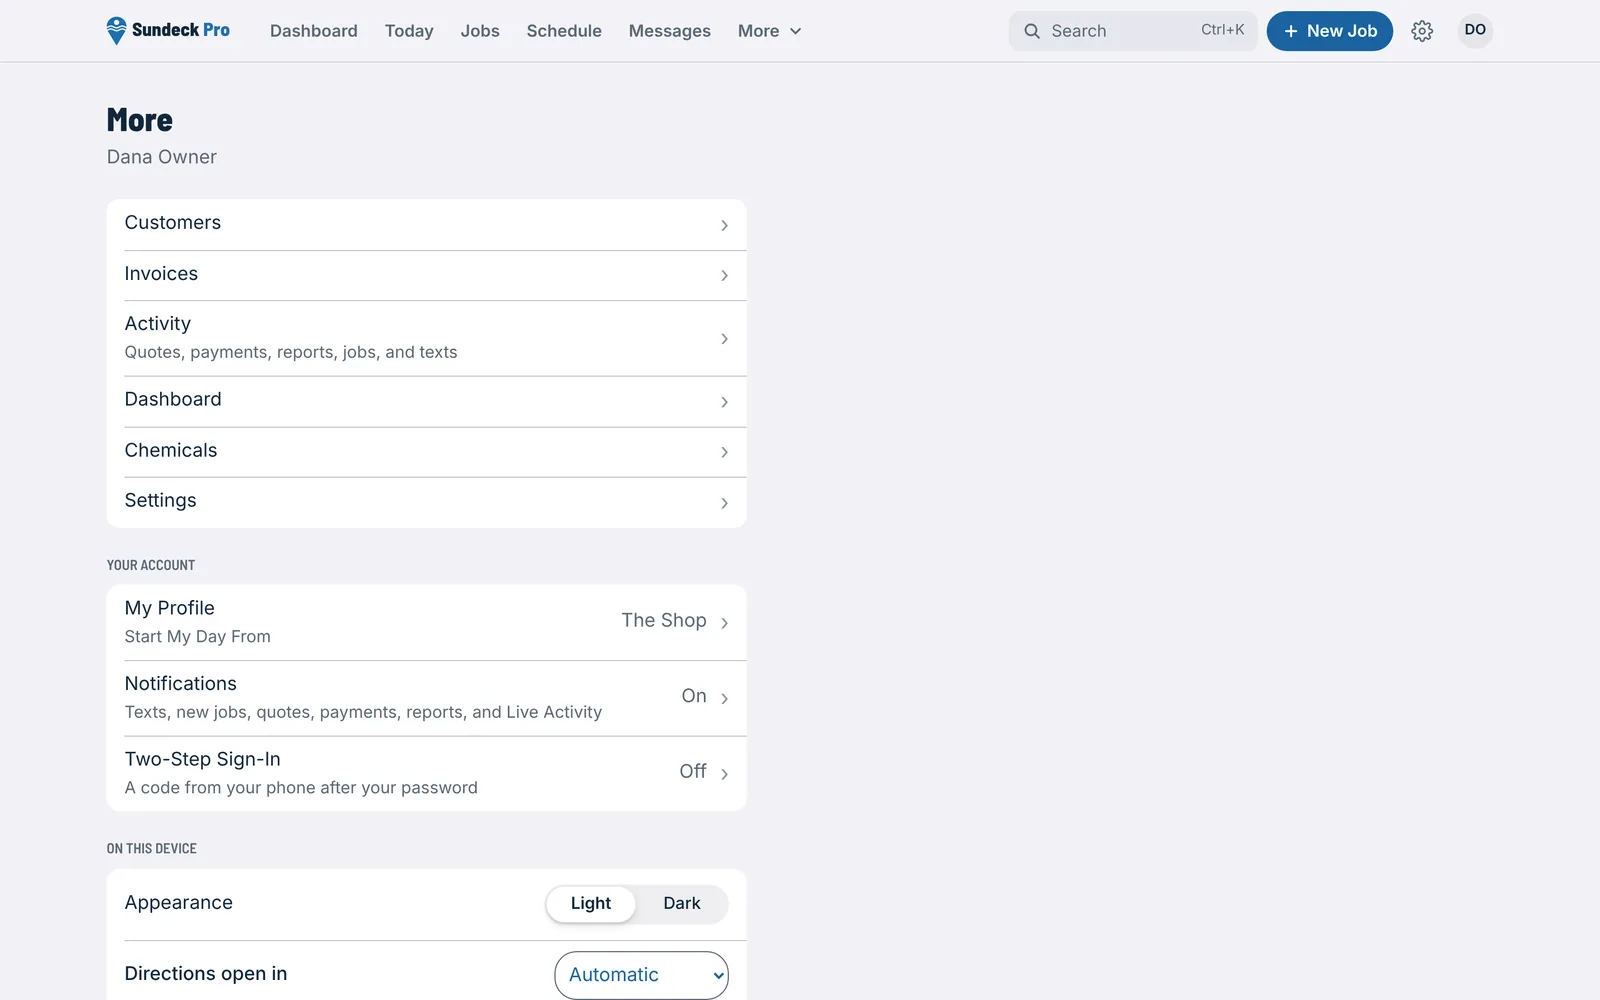 Sundeck Pro
Dashboard
Today
Jobs
Schedule
Messages
More
Search
Ctrl+K
+ New Job
DO
More
Dana Owner
Customers
Invoices
Activity
Quotes, payments, reports, jobs, and texts
Dashboard
Chemicals
Settings
YOUR ACCOUNT
My Profile
Start My Day From
The Shop
Notifications
Texts, new jobs, quotes, payments, reports, and Live Activity
On
Two-Step Sign-In
A code from your phone after your password
Off
ON THIS DEVICE
Appearance
Light
Dark
Directions open in
Automatic